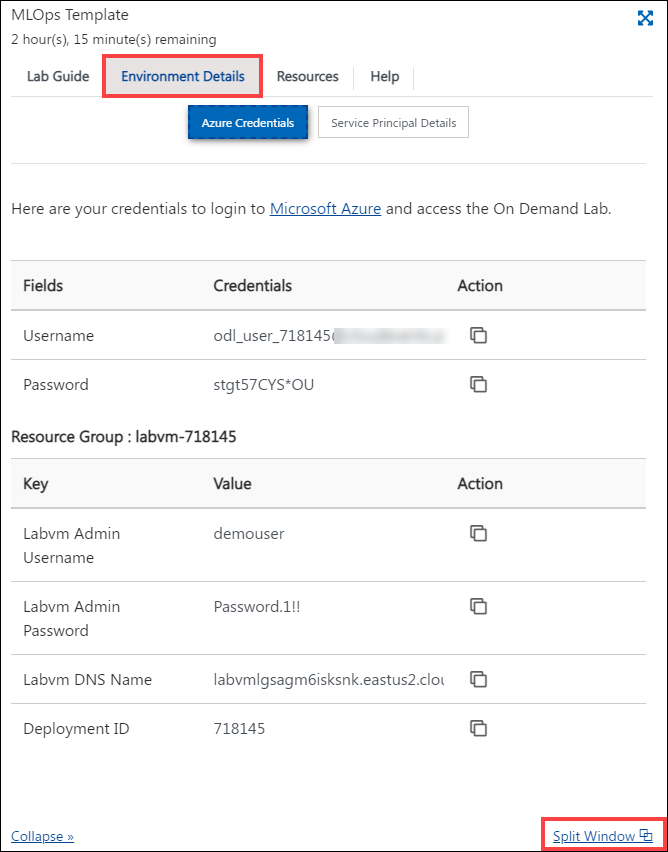 MLOps Template
2 hour(s), 15 minute(s) remaining
Lab Guide Environment Details Resources Help
Azure Credentials Service Principal Details
Here are your credentials to login to Microsoft Azure and access the On Demand Lab.
Fields Credentials Action
Username odl_user_718145
Password stgt57CYS*OU
Resource Group : labvm-718145
Key Value Action
Labvm Admin
Username demouser
Labvm Admin
Password Password.1!!
Labvm DNS Name labvmlgsagm6isksnk.eastus2.clou
Deployment ID 718145
Collapse » Split Window